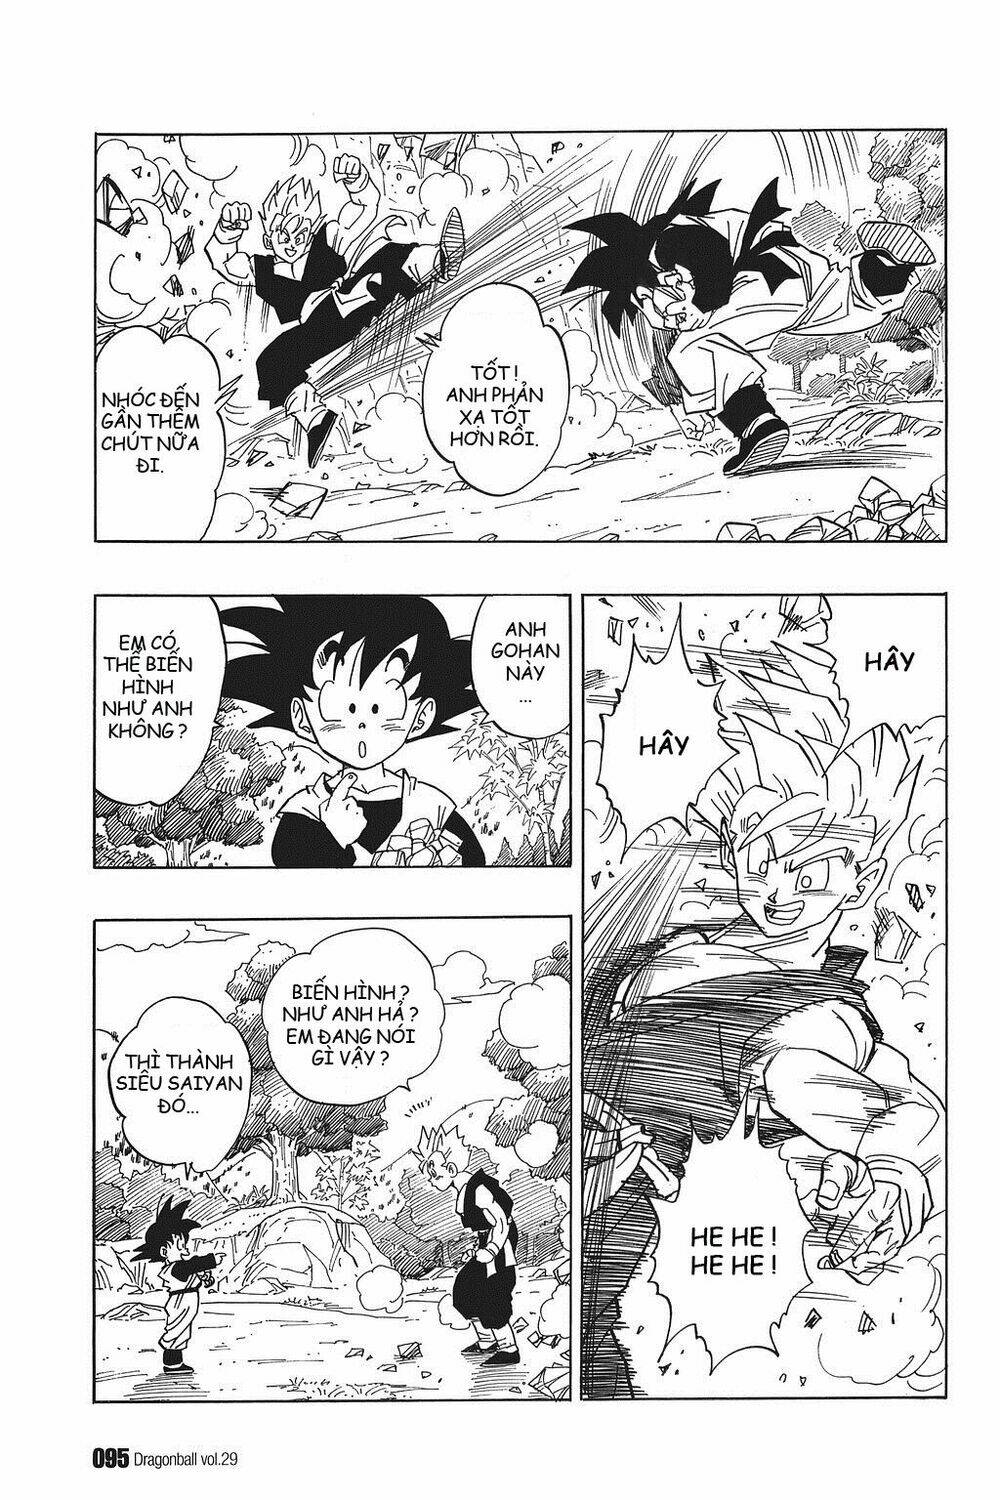 TỐT!
ANH PHẢN
XẠ TỐT
HƠN RỒI.
NHÓC ĐẾN
GẦN THÊM
CHÚT NỮA
ĐI.
HÂY
HÂY
HE HE!
HE HE!
ANH
GOHAN
NÀY
...
EM CÓ
THỂ BIẾN
HÌNH
NHƯ ANH
KHÔNG?
BIẾN HÌNH?
NHƯ ANH HẢ?
EM ĐANG NÓI
GÌ VẬY?
THÌ THÀNH
SIÊU SAIYAN
ĐÓ...
095 Dragonball vol.29